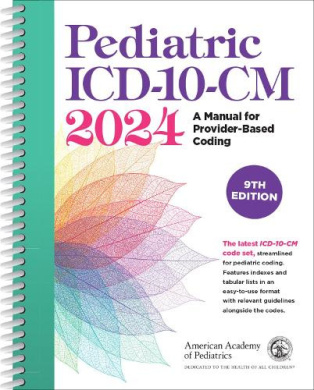 Pediatric
ICD-10-CM
2024
A Manual for
Provider-Based
Coding
9TH
EDITION
The latest ICD-10-CM
code set, streamlined
for pediatric coding.
Features indexes and
tabular lists in an
easy-to-use format
with relevant guidelines
alongside the codes.
American Academy
of Pediatrics
DEDICATED TO THE HEALTH OF ALL CHILDREN®